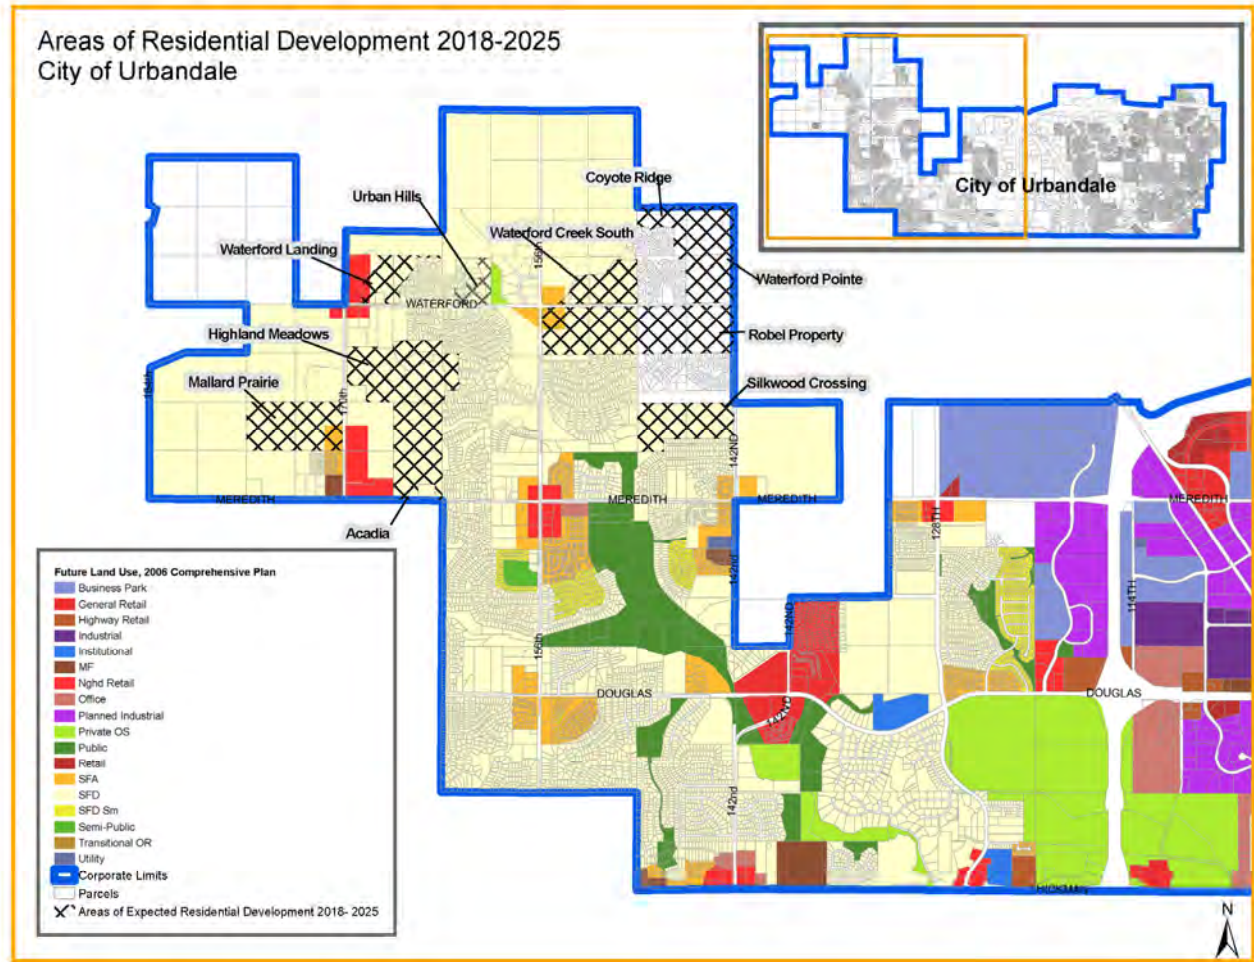 Areas of Residential Development 2018-2025
City of Urbandale
City of Urbandale
Coyote Ridge
Urban Hills
Waterford Creek South
Waterford Landing
156th
Waterford Pointe
WATERFORD
Highland Meadows
Robel Property
Mallard Prairie
184th
170th
Silkwood Crossing
142ND
MEREDITH
MEREDITH
MEREDITH
MEREDITH
Acadia
128TH
142nd
114TH
156th
142ND
DOUGLAS
DOUGLAS
142ND
142nd
HICKMAN
Future Land Use, 2006 Comprehensive Plan
Business Park
General Retail
Highway Retail
Industrial
Institutional
MF
Nghd Retail
Office
Planned Industrial
Private OS
Public
Retail
SFA
SFD
SFD Sm
Semi-Public
Transitional OR
Utility
Corporate Limits
Parcels
Areas of Expected Residential Development 2018- 2025
N